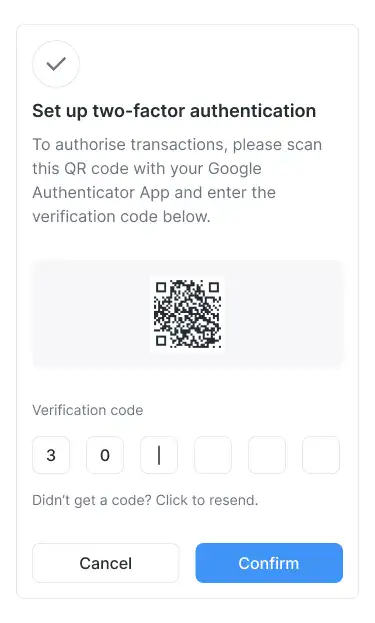 Set up two-factor authentication
To authorise transactions, please scan
this QR code with your Google
Authenticator App and enter the
verification code below.
Verification code
3 0
Didn't get a code? Click to resend.
Cancel Confirm